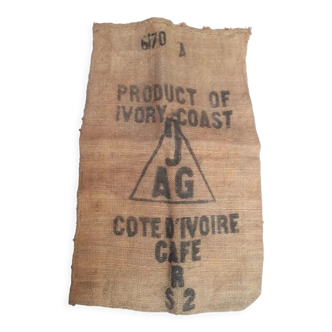 6170
A
PRODUCT OF
IVORY COAST
A
J
AG
COTE D'IVOIRE
CAFE
R
S 2